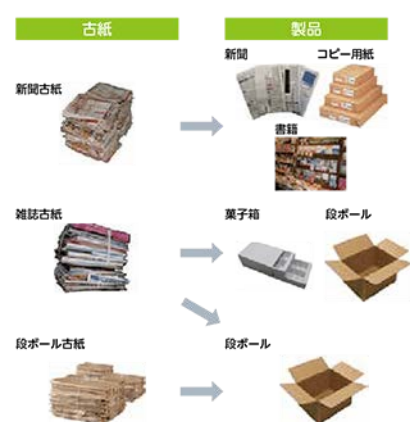 古紙
製品
新聞古紙
新聞
コピー用紙
書籍
雑誌古紙
菓子箱
段ボール
段ボール古紙
段ボール